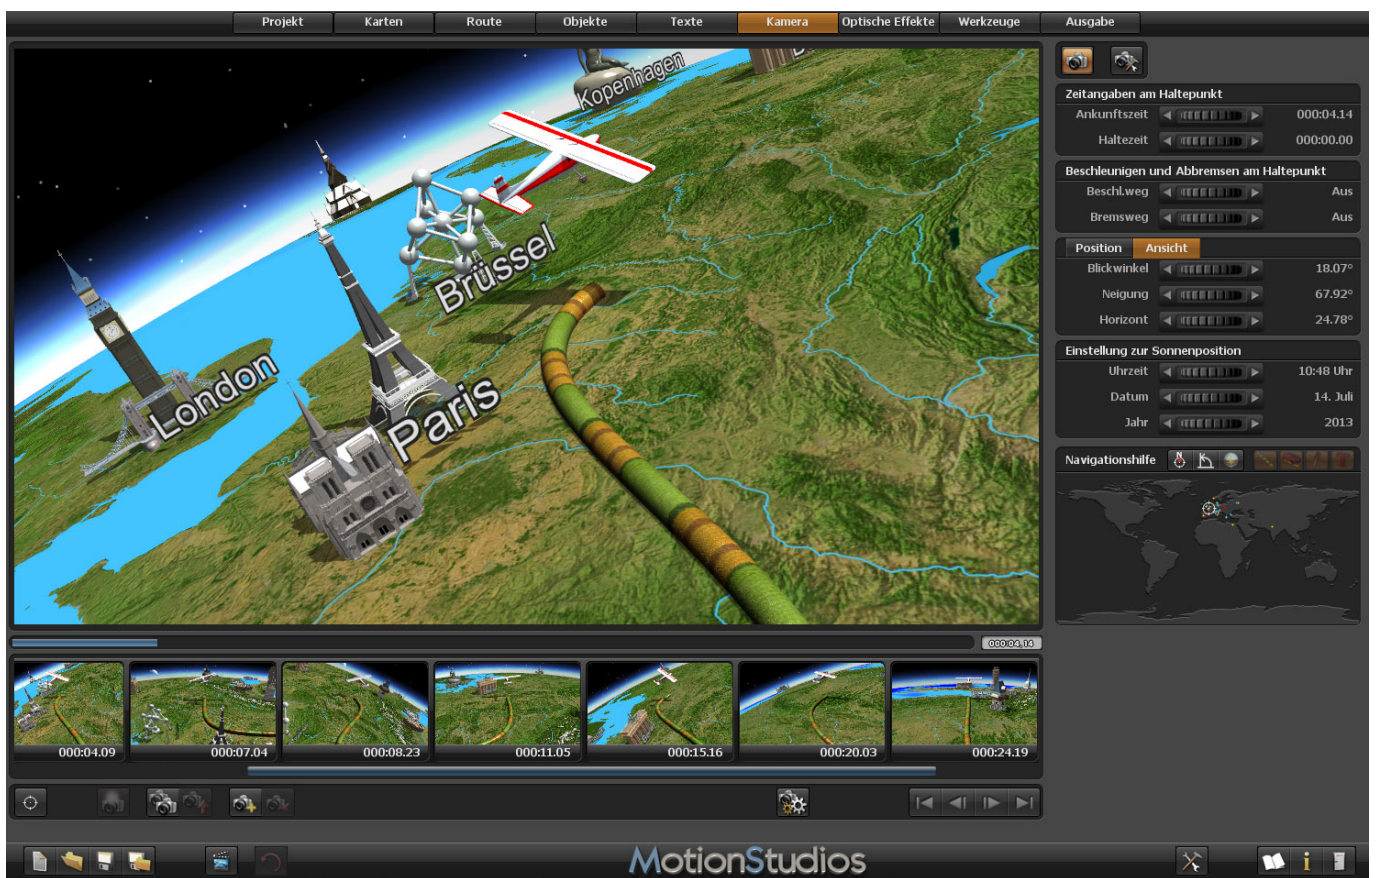 Projekt Karten Route Objekte Texte Kamera Optische Effekte Werkzeuge Ausgabe
Kopenhagen
Brüssel
London
Paris
Zeitangaben am Haltepunkt
Ankunftszeit 000:04.14
Haltezeit 000:00.00
Beschleunigen und Abbremsen am Haltepunkt
Beschl.weg Aus
Bremsweg Aus
Position Ansicht
Blickwinkel 18.07°
Neigung 67.92°
Horizont 24.78°
Einstellung zur Sonnenposition
Uhrzeit 10:48 Uhr
Datum 14. Juli
Jahr 2013
Navigationshilfe
000:04.14
000:04.09 000:07.04 000:08.23 000:11.05 000:15.16 000:20.03 000:24.19
MotionStudios